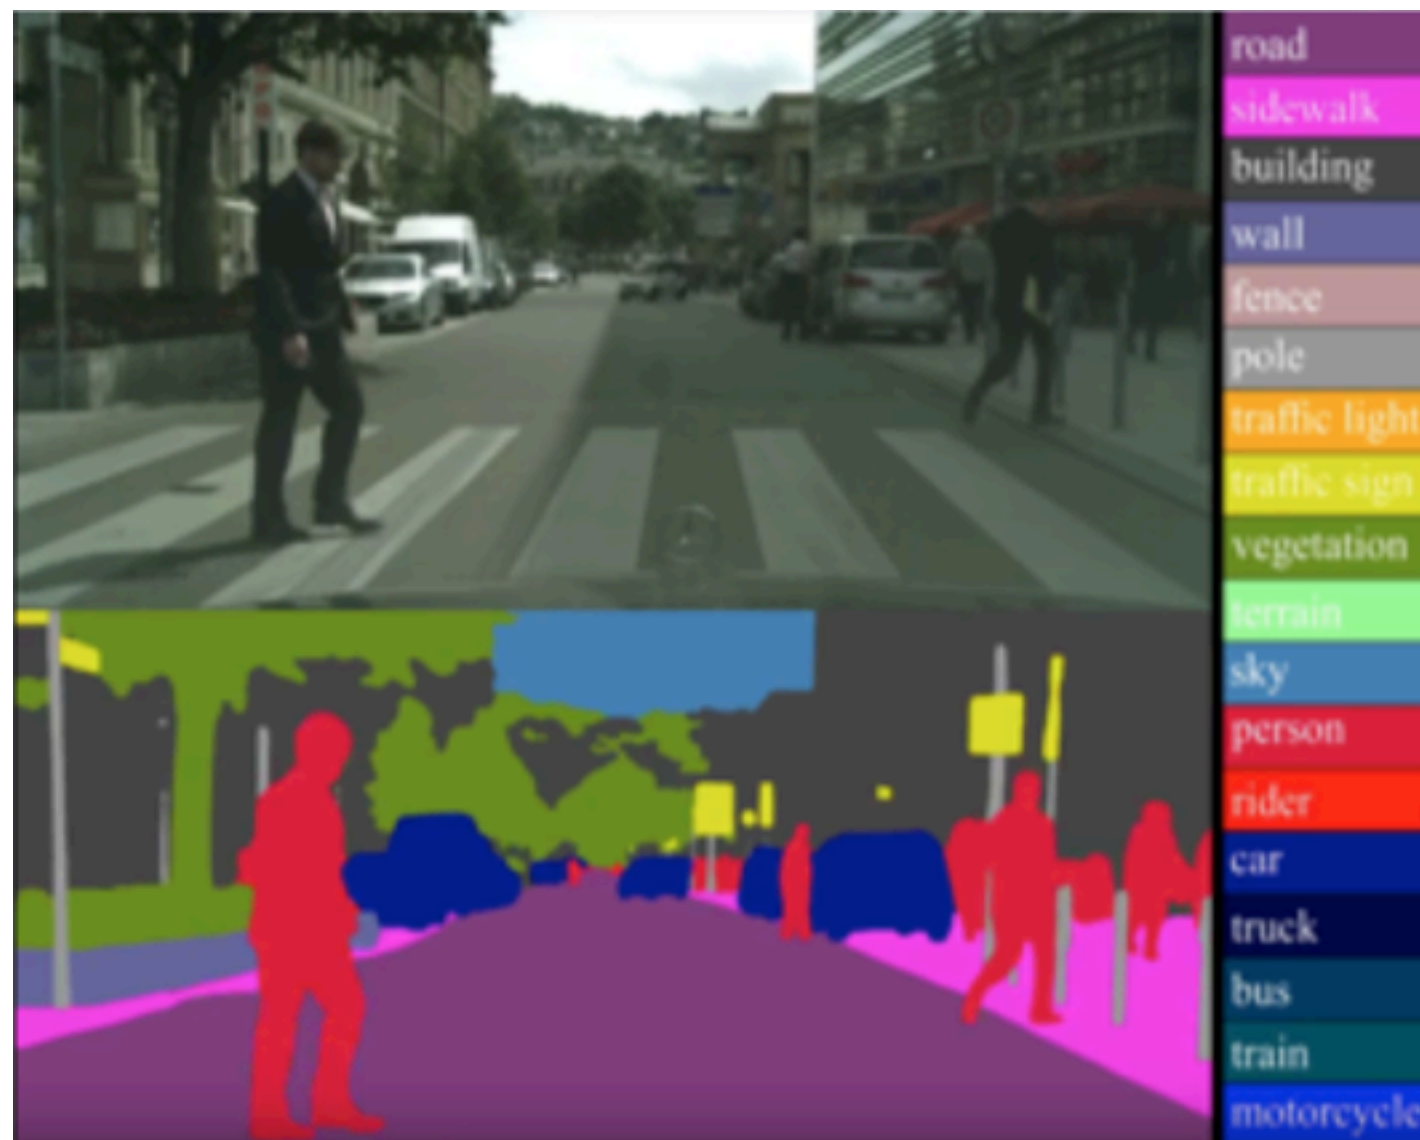 road
sidewalk
building
wall
fence
pole
traffic light
traffic sign
vegetation
terrain
sky
person
rider
car
truck
bus
train
motorcycle